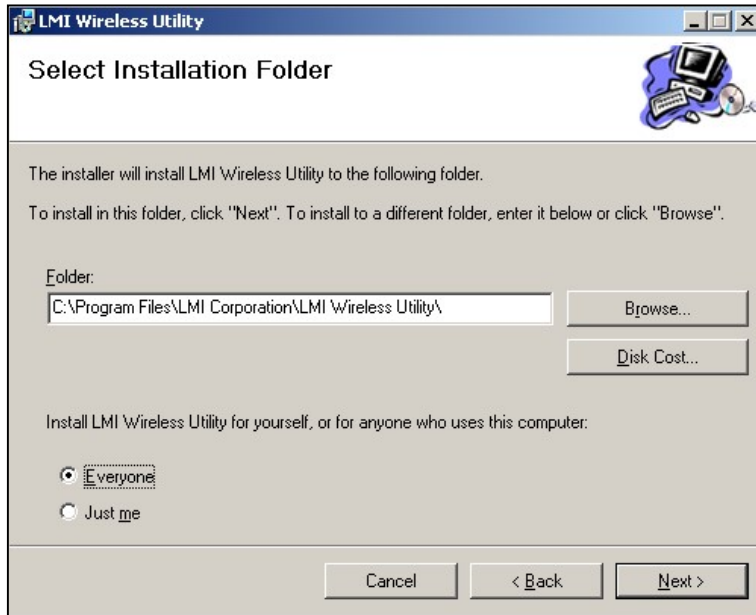 LMI Wireless Utility
Select Installation Folder
The installer will install LMI Wireless Utility to the following folder.
To install in this folder, click "Next". To install to a different folder, enter it below or click "Browse".
Folder:
C:\Program Files\LMI Corporation\LMI Wireless Utility\
Browse...
Disk Cost...
Install LMI Wireless Utility for yourself, or for anyone who uses this computer:
Everyone
Just me
Cancel
< Back
Next >